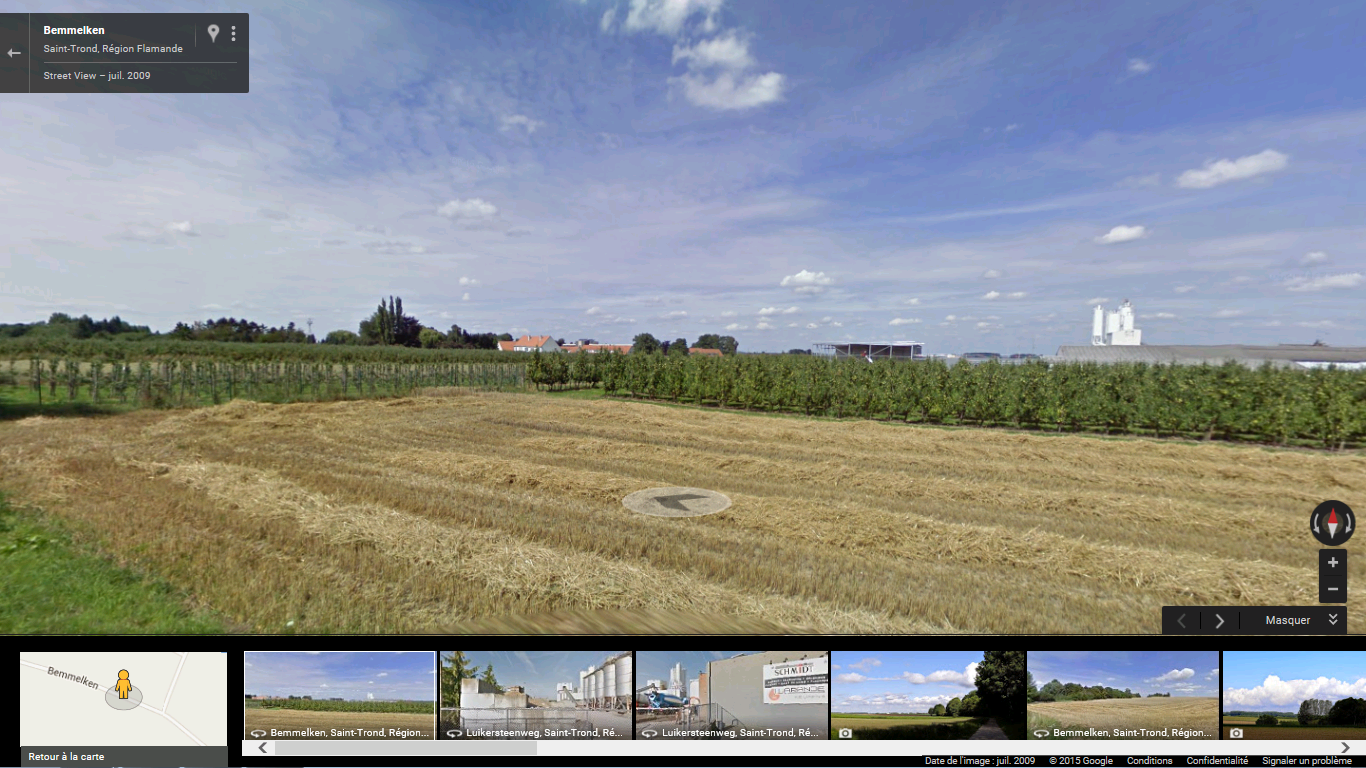 Bemmelken
Saint-Trond, Région Flamande
Street View – juil. 2009
Masquer
Bemmelken
Retour à la carte
Bemmelken, Saint-Trond, Région...
Luikersteenweg, Saint-Trond, Ré...
SCHMIDT
LABANDE
Luikersteenweg, Saint-Trond, Ré...
Bemmelken, Saint-Trond, Région...
Date de l'image : juil. 2009 © 2015 Google Conditions Confidentialité Signaler un problème